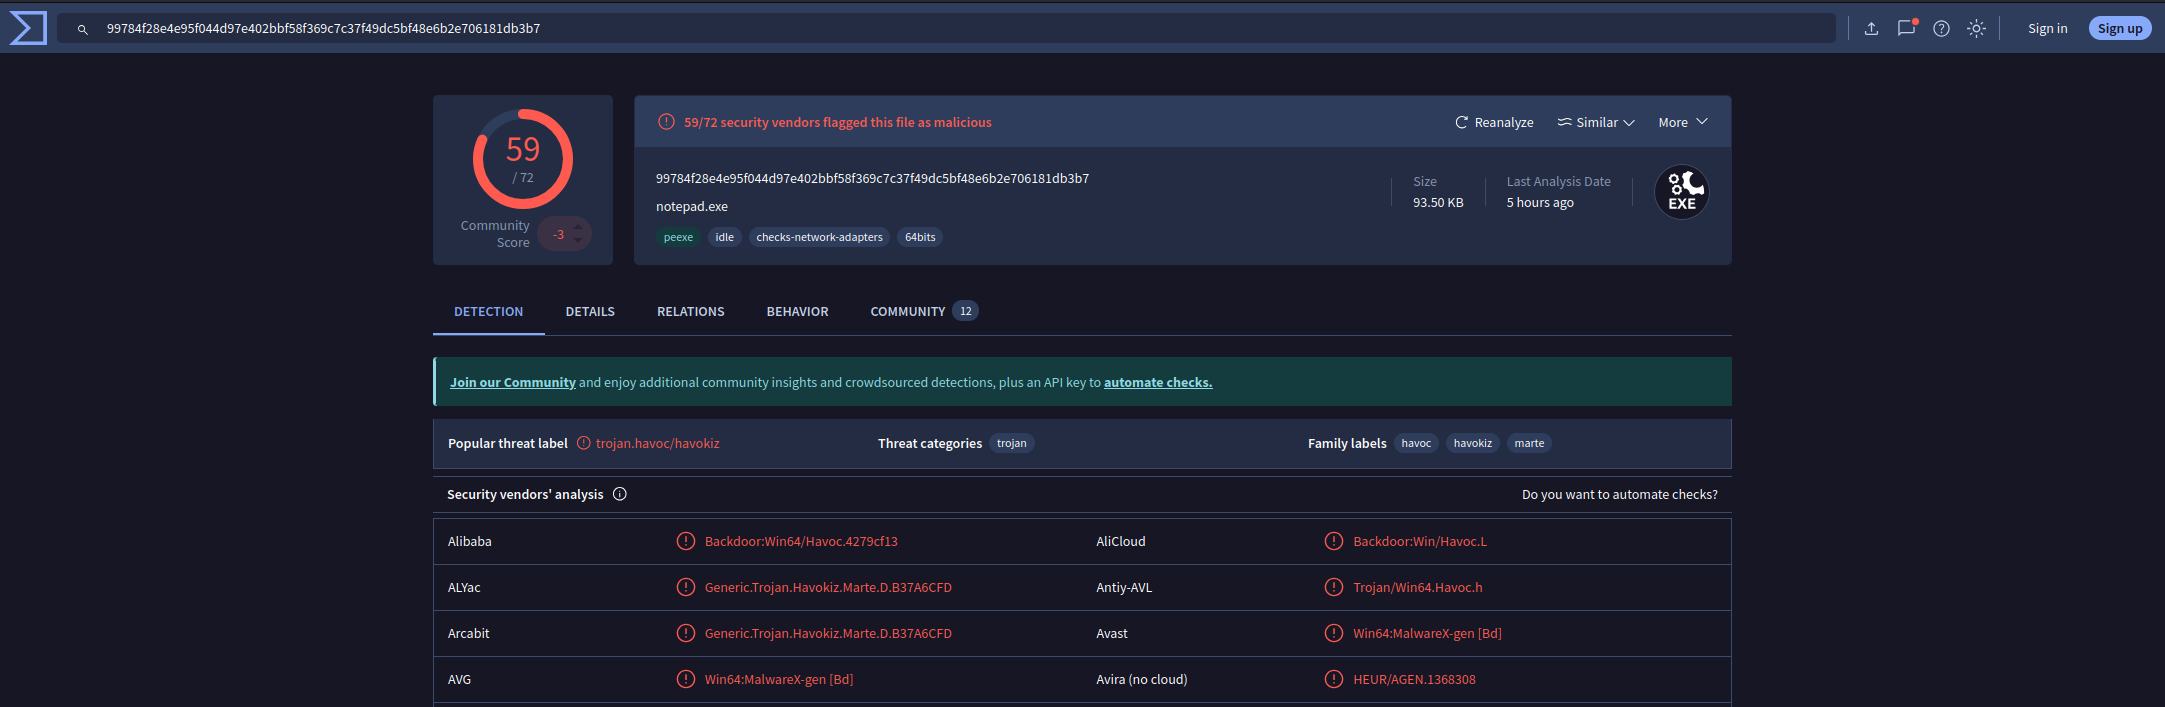 99784f28e4e95f044d97e402bbf58f369c7c37f49dc5bf48e6b2e706181db3b7
Sign in
Sign up
59
/ 72
Community
Score
-3
59/72 security vendors flagged this file as malicious
Reanalyze
Similar
More
99784f28e4e95f044d97e402bbf58f369c7c37f49dc5bf48e6b2e706181db3b7
notepad.exe
peexe idle checks-network-adapters 64bits
Size
93.50 KB
Last Analysis Date
5 hours ago
EXE
DETECTION DETAILS RELATIONS BEHAVIOR COMMUNITY 12
Join our Community and enjoy additional community insights and crowdsourced detections, plus an API key to automate checks.
Popular threat label trojan.havoc/havokiz Threat categories trojan Family labels havoc havokiz marte
Security vendors' analysis Do you want to automate checks?
Alibaba Backdoor:Win64/Havoc.4279cf13 AliCloud Backdoor:Win/Havoc.L
ALYac Generic.Trojan.Havokiz.Marte.D.B37A6CFD Antiy-AVL Trojan/Win64.Havoc.h
Arcabit Generic.Trojan.Havokiz.Marte.D.B37A6CFD Avast Win64:MalwareX-gen [Bd]
AVG Win64:MalwareX-gen [Bd] Avira (no cloud) HEUR/AGEN.1368308